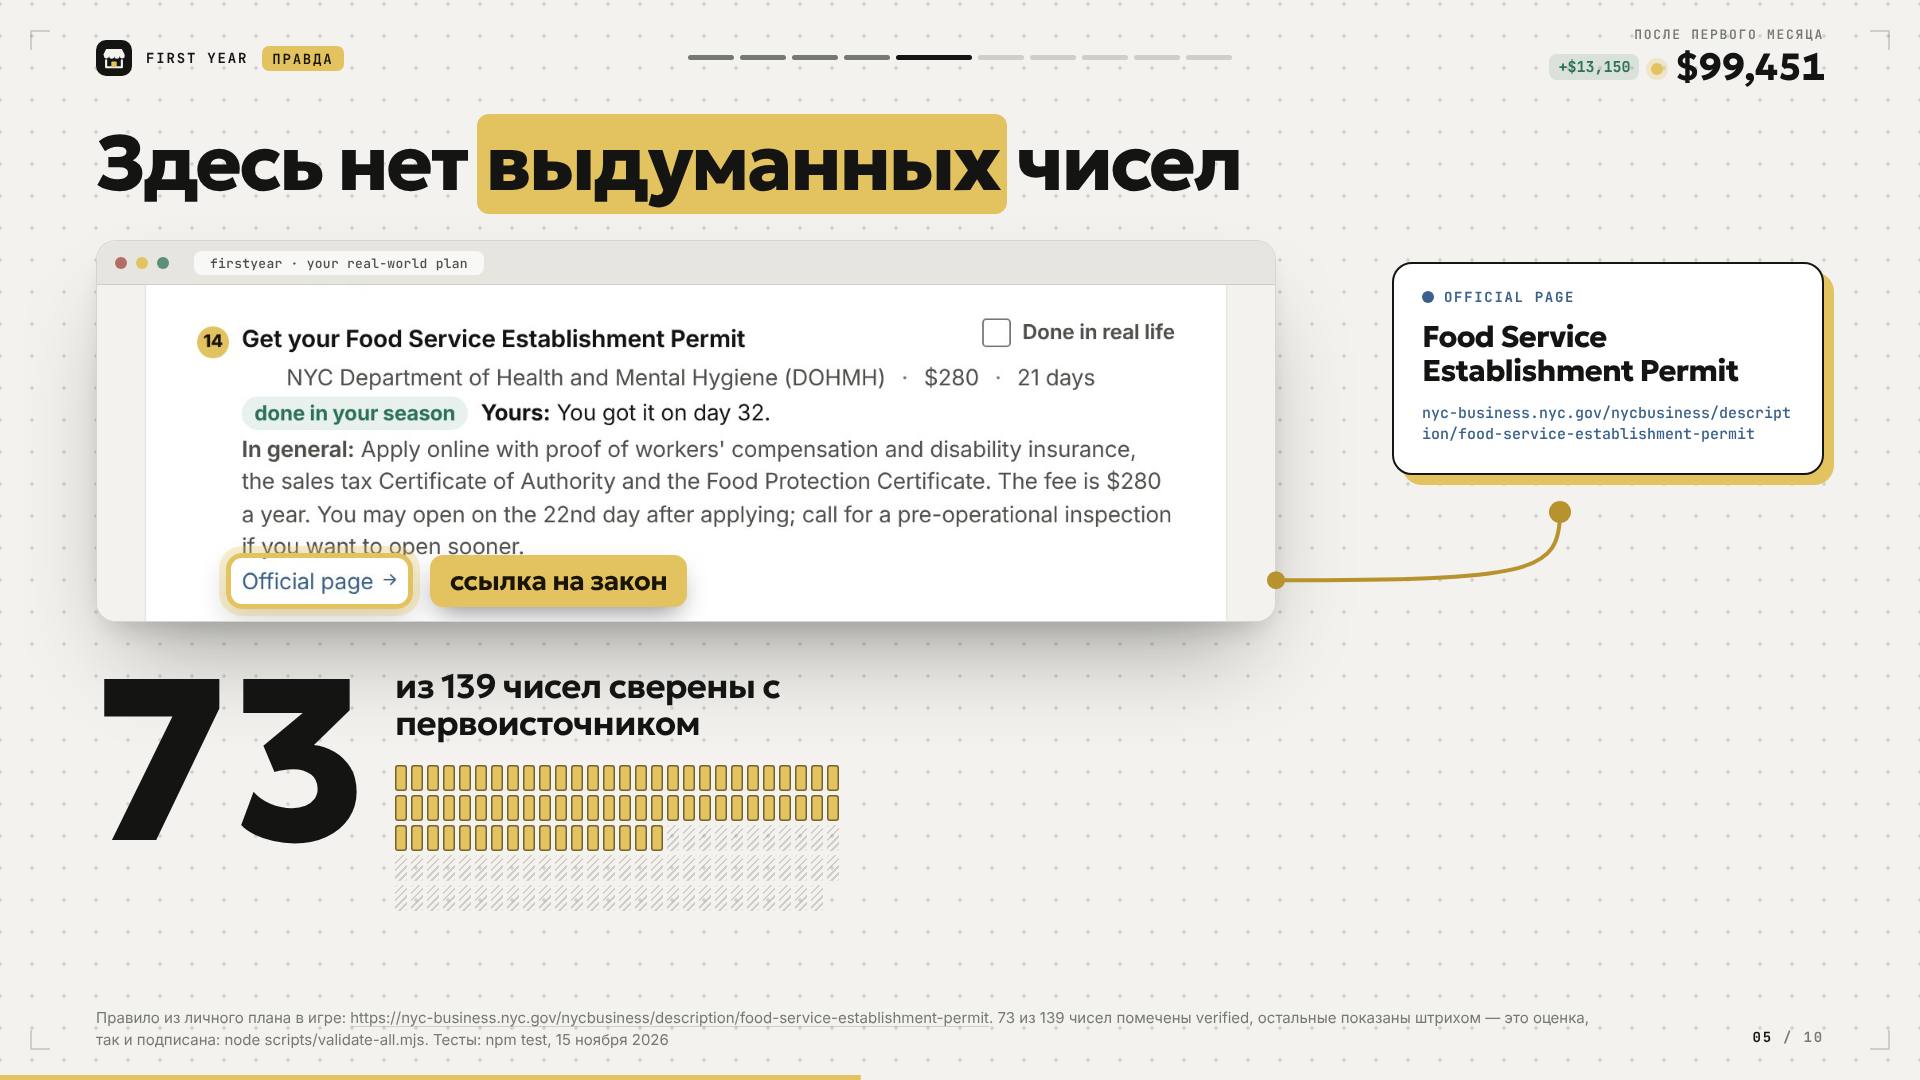 FIRST YEAR ПРАВДА
ПОСЛЕ ПЕРВОГО МЕСЯЦА
+$13,150 $99,451
Здесь нет выдуманных чисел
firstyear · your real-world plan
14 Get your Food Service Establishment Permit
Done in real life
NYC Department of Health and Mental Hygiene (DOHMH) · $280 · 21 days
done in your season Yours: You got it on day 32.
In general: Apply online with proof of workers' compensation and disability insurance,
the sales tax Certificate of Authority and the Food Protection Certificate. The fee is $280
a year. You may open on the 22nd day after applying; call for a pre-operational inspection
if you want to open sooner.
Official page → ссылка на закон
OFFICIAL PAGE
Food Service
Establishment Permit
nyc-business.nyc.gov/nycbusiness/descript
ion/food-service-establishment-permit
73
из 139 чисел сверены с
первоисточником
Правило из личного плана в игре: https://nyc-business.nyc.gov/nycbusiness/description/food-service-establishment-permit. 73 из 139 чисел помечены verified, остальные показаны штрихом — это оценка,
так и подписана: node scripts/validate-all.mjs. Тесты: npm test, 15 ноября 2026
05 / 10